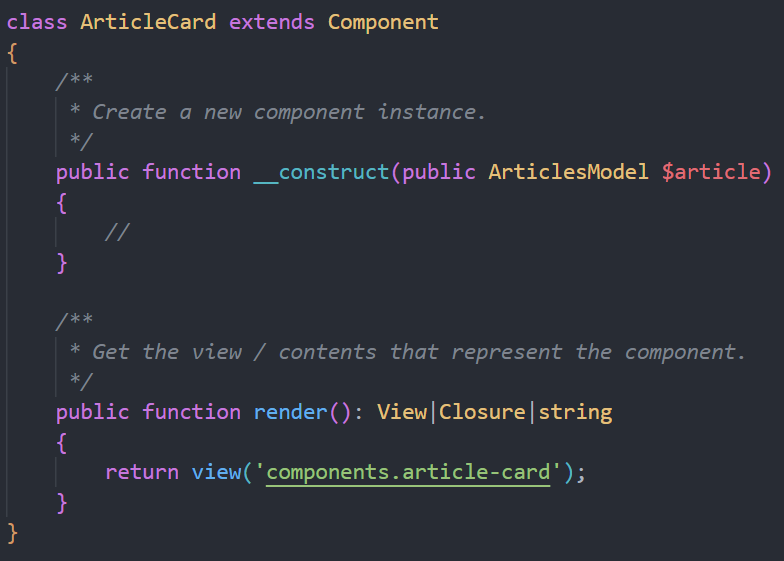 class ArticleCard extends Component
{
    /**
     * Create a new component instance.
     */
    public function __construct(public ArticlesModel $article)
    {
        //
    }

    /**
     * Get the view / contents that represent the component.
     */
    public function render(): View|Closure|string
    {
        return view('components.article-card');
    }
}